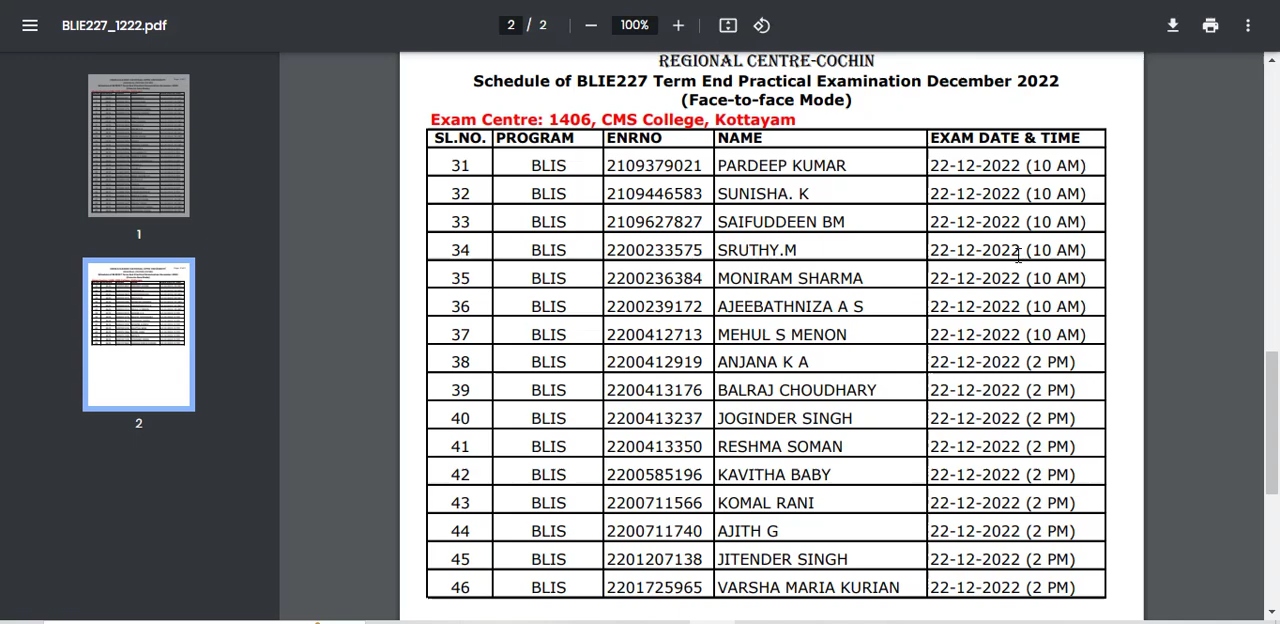 BLIE227_1222.pdf
2 / 2
100%
1
2
REGIONAL CENTRE-COCHIN
Schedule of BLIE227 Term End Practical Examination December 2022
(Face-to-face Mode)
Exam Centre: 1406, CMS College, Kottayam
SL.NO. PROGRAM ENRNO NAME EXAM DATE & TIME
31 BLIS 2109379021 PARDEEP KUMAR 22-12-2022 (10 AM)
32 BLIS 2109446583 SUNISHA. K 22-12-2022 (10 AM)
33 BLIS 2109627827 SAIFUDDEEN BM 22-12-2022 (10 AM)
34 BLIS 2200233575 SRUTHY.M 22-12-2022 (10 AM)
35 BLIS 2200236384 MONIRAM SHARMA 22-12-2022 (10 AM)
36 BLIS 2200239172 AJEEBATHNIZA A S 22-12-2022 (10 AM)
37 BLIS 2200412713 MEHUL S MENON 22-12-2022 (10 AM)
38 BLIS 2200412919 ANJANA K A 22-12-2022 (2 PM)
39 BLIS 2200413176 BALRAJ CHOUDHARY 22-12-2022 (2 PM)
40 BLIS 2200413237 JOGINDER SINGH 22-12-2022 (2 PM)
41 BLIS 2200413350 RESHMA SOMAN 22-12-2022 (2 PM)
42 BLIS 2200585196 KAVITHA BABY 22-12-2022 (2 PM)
43 BLIS 2200711566 KOMAL RANI 22-12-2022 (2 PM)
44 BLIS 2200711740 AJITH G 22-12-2022 (2 PM)
45 BLIS 2201207138 JITENDER SINGH 22-12-2022 (2 PM)
46 BLIS 2201725965 VARSHA MARIA KURIAN 22-12-2022 (2 PM)